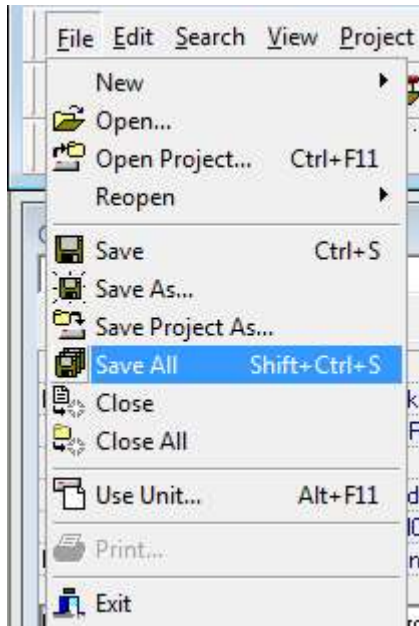 File Edit Search View Project
New
Open...
Open Project... Ctrl+F11
Reopen
Save Ctrl+S
Save As...
Save Project As...
Save All Shift+Ctrl+S
Close
Close All
Use Unit... Alt+F11
Print...
Exit